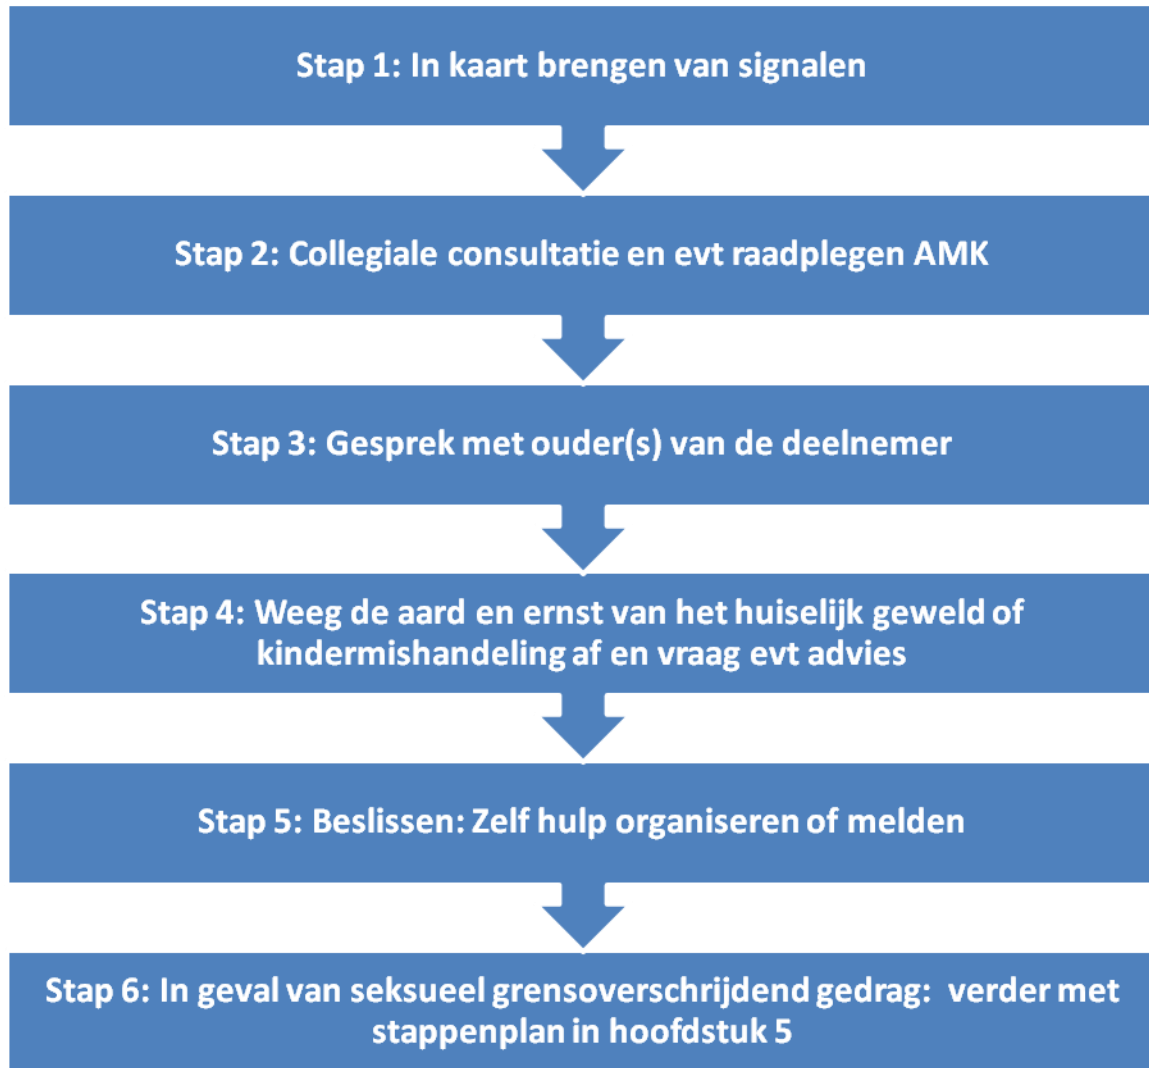 Stap 1: In kaart brengen van signalen
Stap 2: Collegiale consultatie en evt raadplegen AMK
Stap 3: Gesprek met ouder(s) van de deelnemer
Stap 4: Weeg de aard en ernst van het huiselijk geweld of
kindermishandeling af en vraag evt advies
Stap 5: Beslissen: Zelf hulp organiseren of melden
Stap 6: In geval van seksueel grensoverschrijdend gedrag:  verder met
stappenplan in hoofdstuk 5